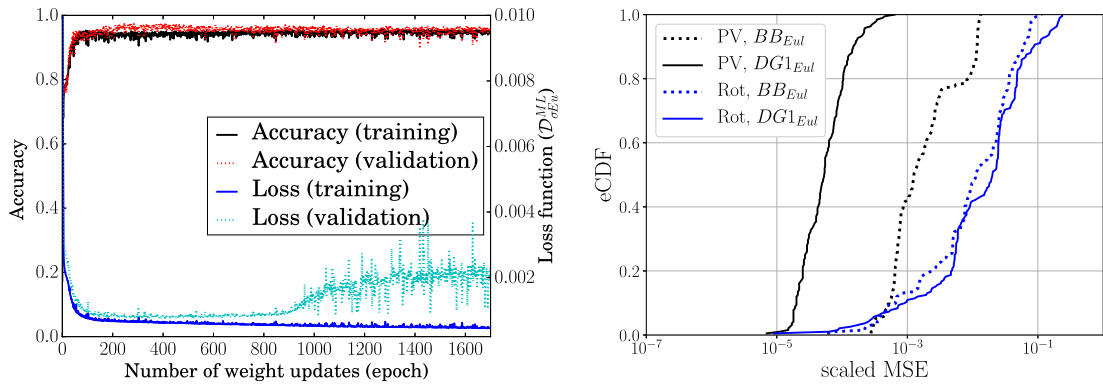 1.0
0.8
0.6
0.4
0.2
0.0
Accuracy
0 200 400 600 800 1000 1200 1400 1600
Number of weight updates (epoch)
0.010
0.009
0.007
0.005
0.004
0.002
Loss function (𝒟^{ML}_{σEu})
Accuracy (training)
Accuracy (validation)
Loss (training)
Loss (validation)
1.0
0.8
0.6
0.4
0.2
0.0
eCDF
10^{-7} 10^{-5} 10^{-3} 10^{-1}
scaled MSE
PV, BB_{Eul}
PV, DG1_{Eul}
Rot, BB_{Eul}
Rot, DG1_{Eul}